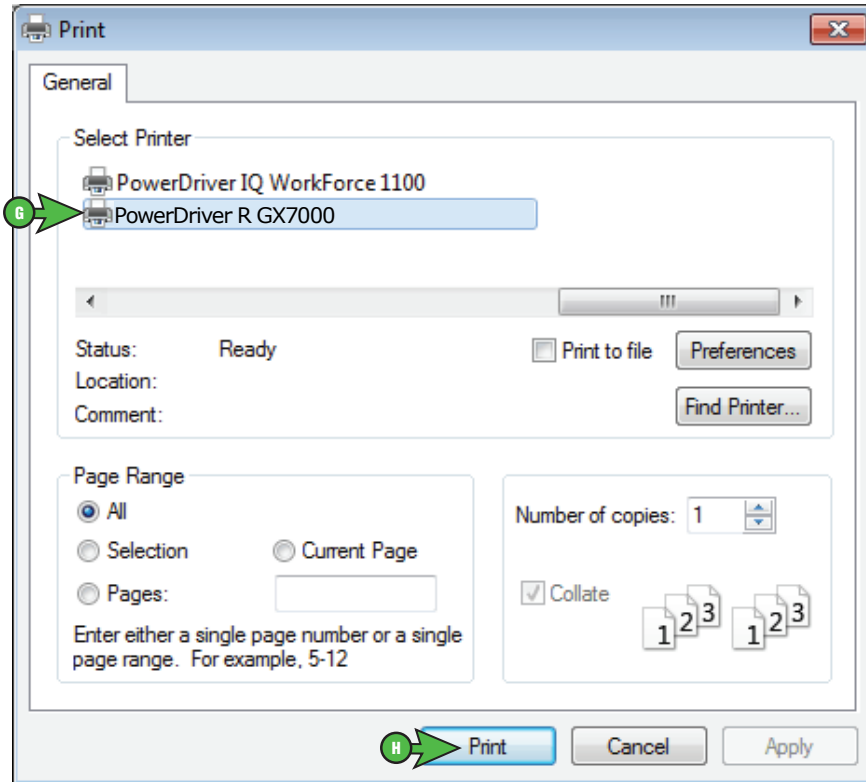 Print
General
Select Printer
PowerDriver IQ WorkForce 1100
G
PowerDriver R GX7000
Status: Ready
Print to file
Preferences
Location:
Comment:
Find Printer...
Page Range
All
Selection
Current Page
Pages:
Enter either a single page number or a single
page range. For example, 5-12
Number of copies: 1
Collate
1 2 3 1 2 3
H
Print
Cancel
Apply